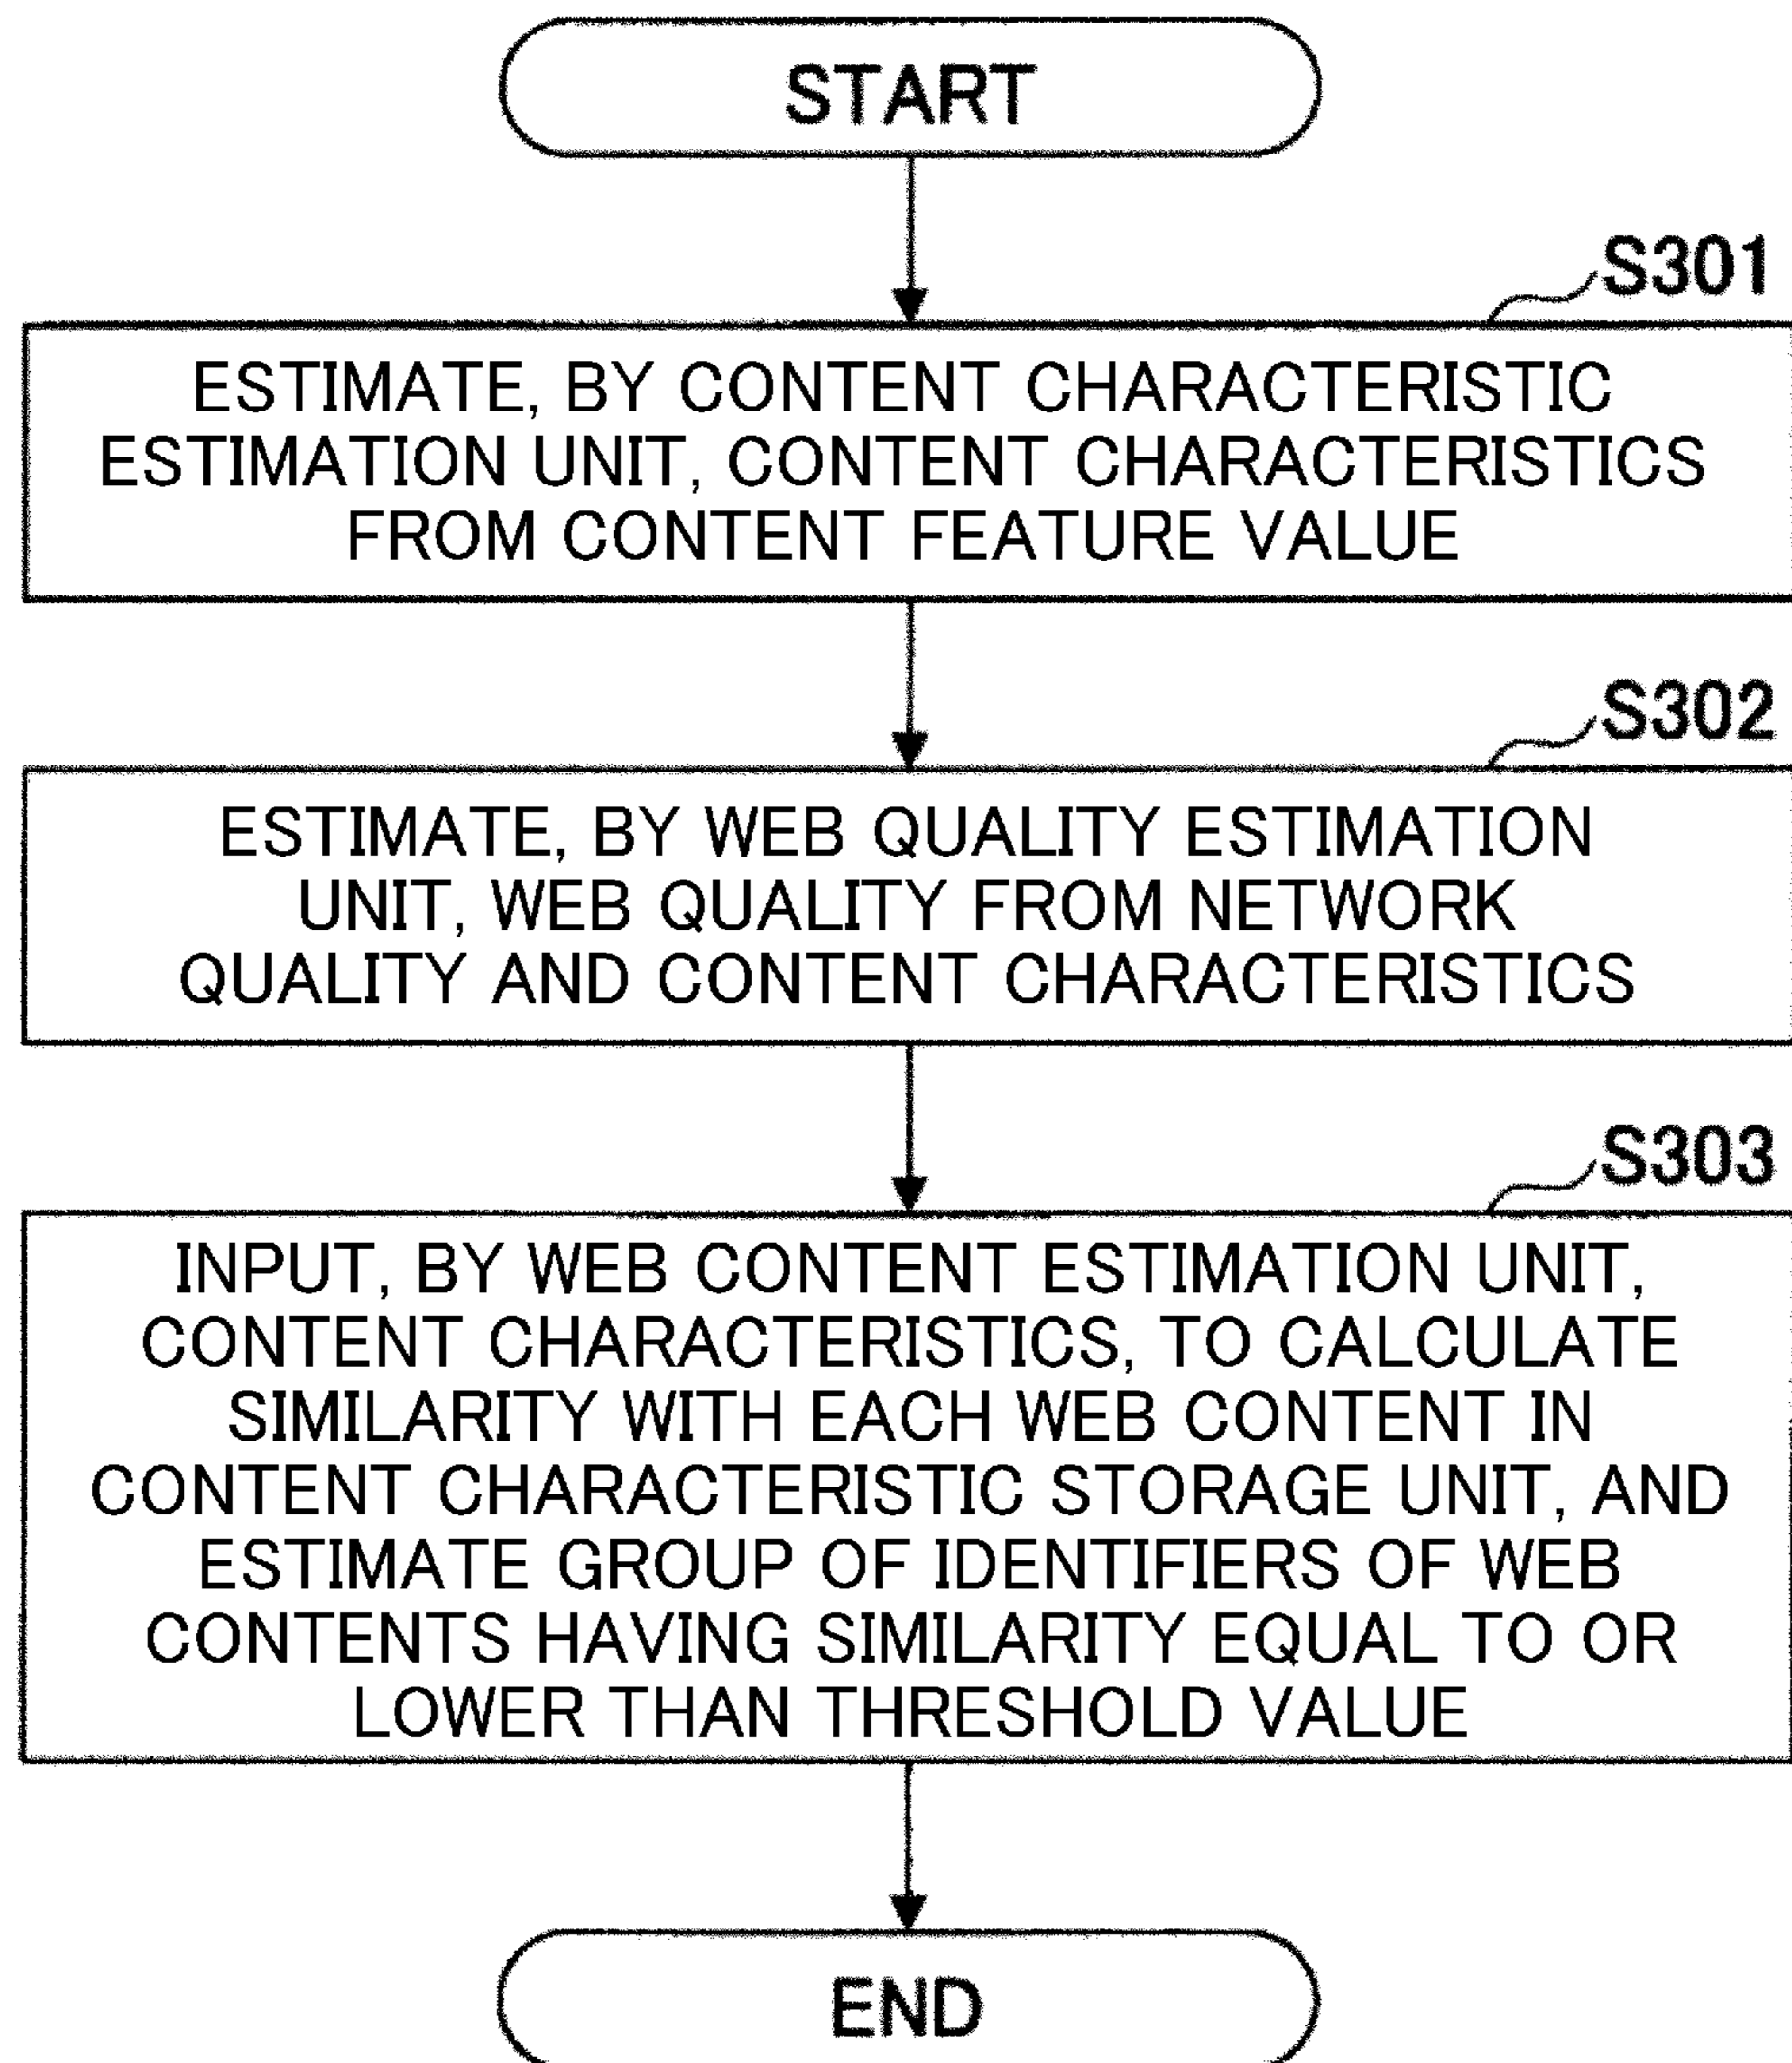 START
S301
ESTIMATE, BY CONTENT CHARACTERISTIC
ESTIMATION UNIT, CONTENT CHARACTERISTICS
FROM CONTENT FEATURE VALUE
S302
ESTIMATE, BY WEB QUALITY ESTIMATION
UNIT, WEB QUALITY FROM NETWORK
QUALITY AND CONTENT CHARACTERISTICS
S303
INPUT, BY WEB CONTENT ESTIMATION UNIT,
CONTENT CHARACTERISTICS, TO CALCULATE
SIMILARITY WITH EACH WEB CONTENT IN
CONTENT CHARACTERISTIC STORAGE UNIT, AND
ESTIMATE GROUP OF IDENTIFIERS OF WEB
CONTENTS HAVING SIMILARITY EQUAL TO OR
LOWER THAN THRESHOLD VALUE
END